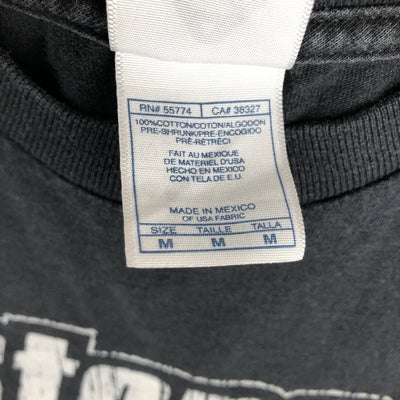 RN# 55774 CA# 38327
100%COTTON/COTON/ALGODON
PRE-SHRUNK/PRE-ENCOGIDO
PRÉ-RÉTRÉCI
FAIT AU MEXIQUE
DE MATERIEL D'USA
HECHO EN MEXICO
CON TELA DE E.U.
MADE IN MEXICO
OF USA FABRIC
SIZE TAILLE TALLA
M M M